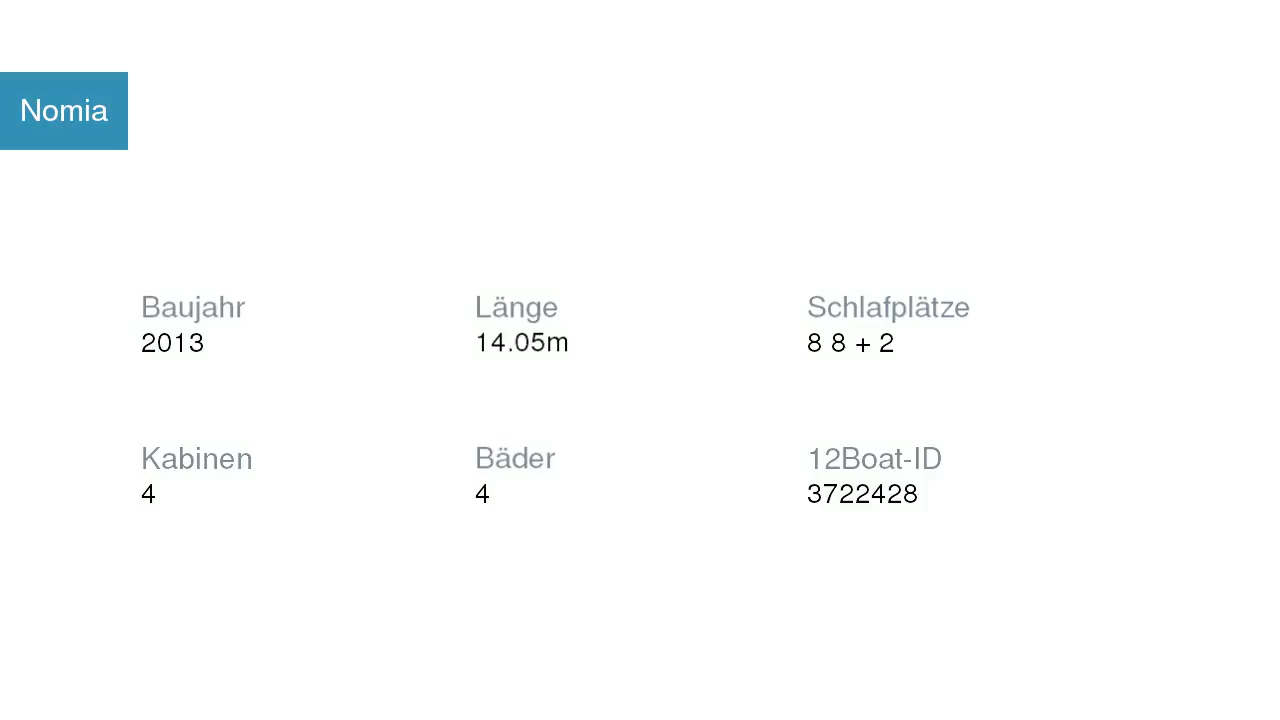 Nomia
Baujahr
2013
Länge
14.05m
Schlafplätze
8 8 + 2
Kabinen
4
Bäder
4
12Boat-ID
3722428